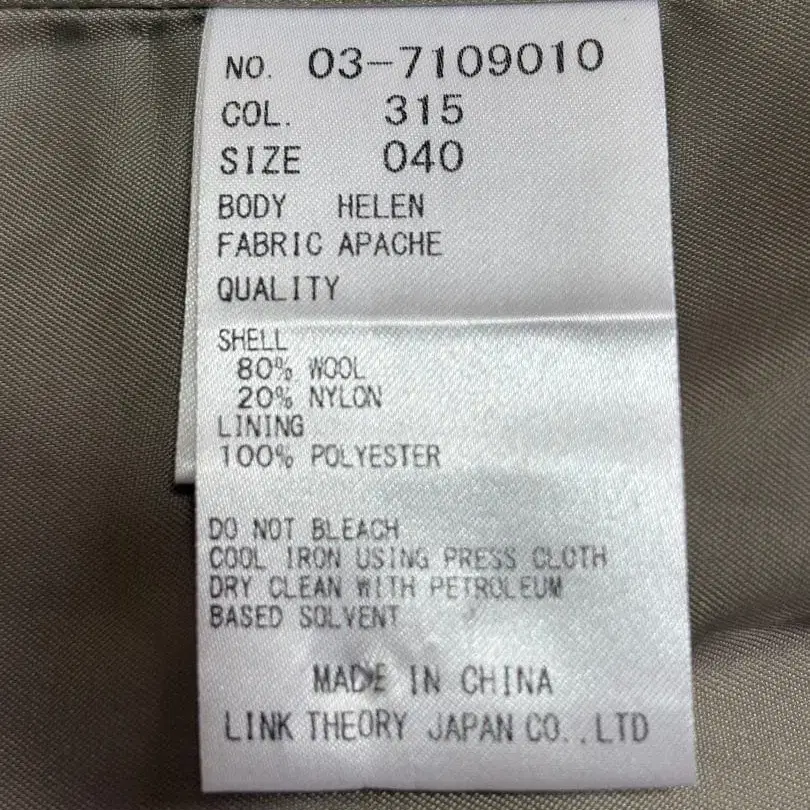 NO. 03-7109010
COL. 315
SIZE 040
BODY HELEN
FABRIC APACHE
QUALITY
SHELL
80% WOOL
20% NYLON
LINING
100% POLYESTER
DO NOT BLEACH
COOL IRON USING PRESS CLOTH
DRY CLEAN WITH PETROLEUM
BASED SOLVENT
MADE IN CHINA
LINK THEORY JAPAN CO.,LTD